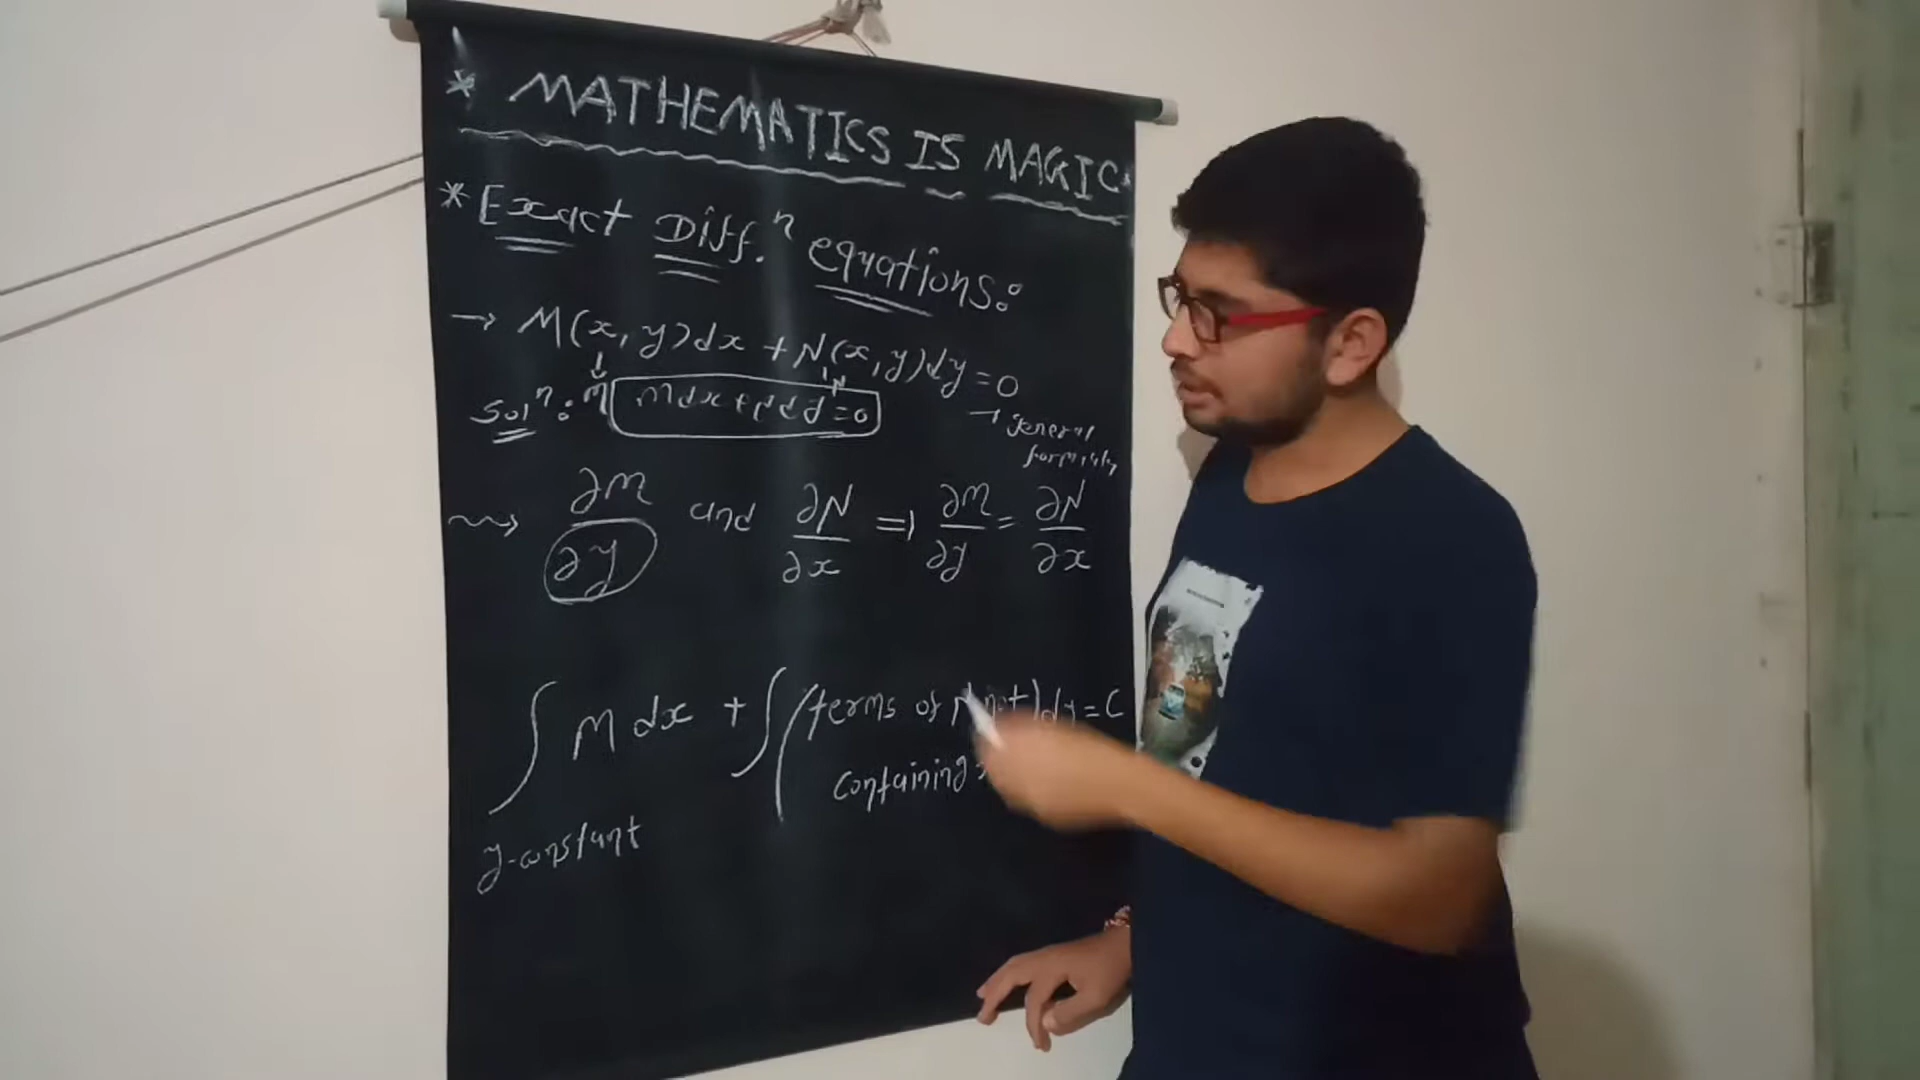 * MATHEMATICS IS MAGIC*
*Exact Diff.ⁿ equations:
→ M(x, y)dx + N(x, y)dy = 0
Solⁿ: M Mdx + Ndy = 0 → general
∂M/∂y and ∂N/∂x ⇒ ∂M/∂y = ∂N/∂x
∫ M dx + ∫(terms of N not)dy = C
containing
y-constant